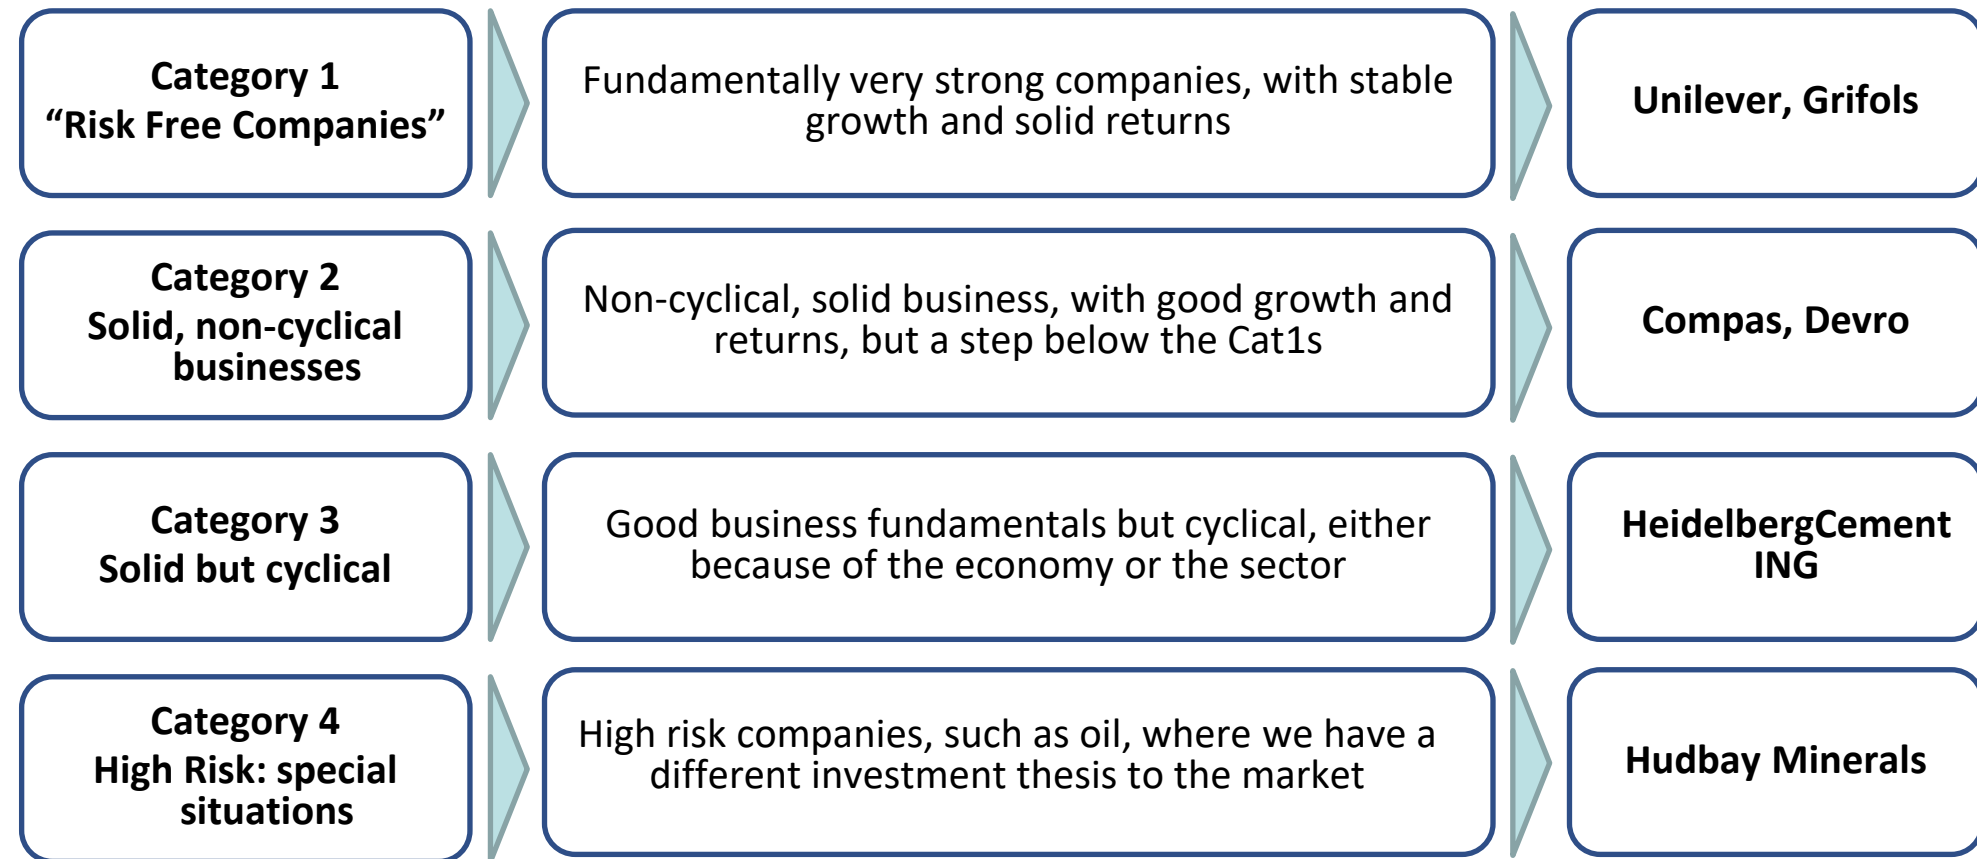 Category 1
“Risk Free Companies”
Fundamentally very strong companies, with stable
growth and solid returns
Unilever, Grifols
Category 2
Solid, non-cyclical
businesses
Non-cyclical, solid business, with good growth and
returns, but a step below the Cat1s
Compas, Devro
Category 3
Solid but cyclical
Good business fundamentals but cyclical, either
because of the economy or the sector
HeidelbergCement
ING
Category 4
High Risk: special
situations
High risk companies, such as oil, where we have a
different investment thesis to the market
Hudbay Minerals